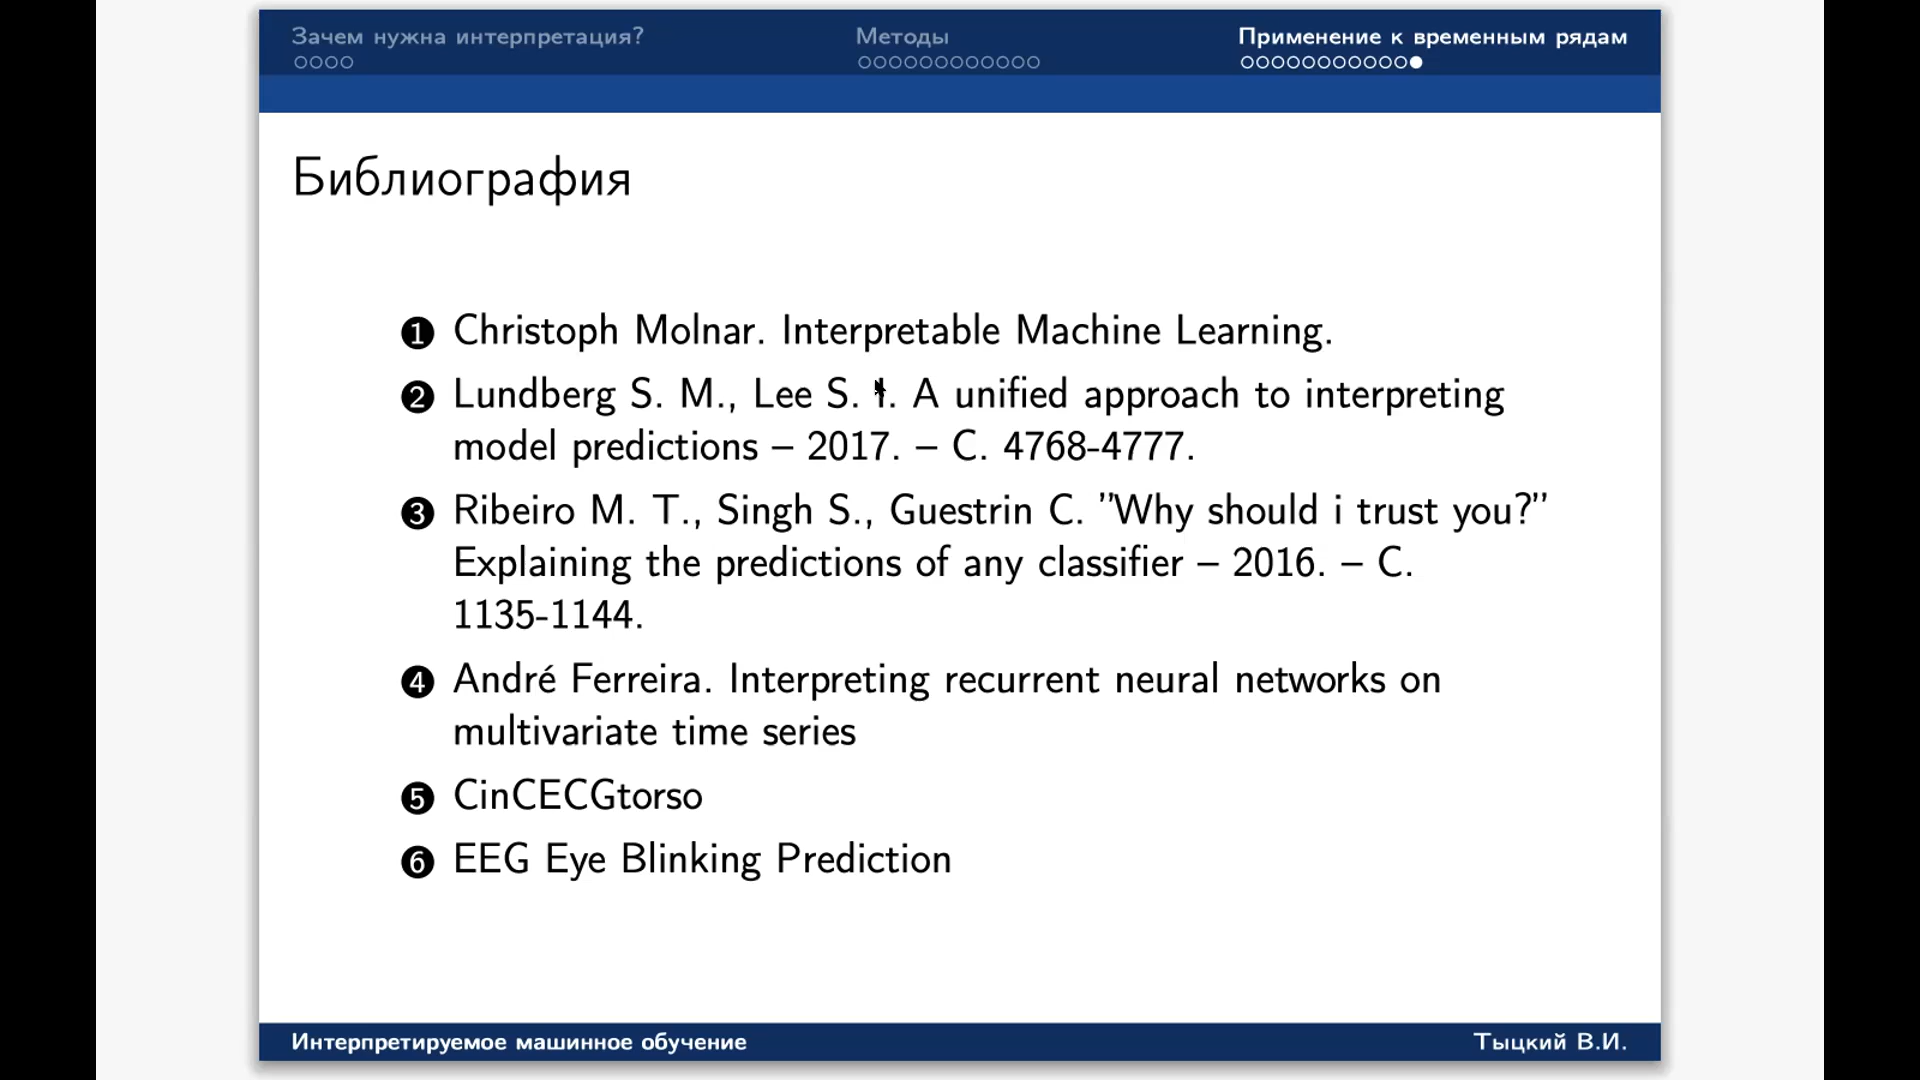 Зачем нужна интерпретация?
Методы
Применение к временным рядам
Библиография
1 Christoph Molnar. Interpretable Machine Learning.
2 Lundberg S. M., Lee S. I. A unified approach to interpreting
model predictions – 2017. – C. 4768-4777.
3 Ribeiro M. T., Singh S., Guestrin C. ”Why should i trust you?”
Explaining the predictions of any classifier – 2016. – C.
1135-1144.
4 André Ferreira. Interpreting recurrent neural networks on
multivariate time series
5 CinCECGtorso
6 EEG Eye Blinking Prediction
Интерпретируемое машинное обучение
Тыцкий В.И.